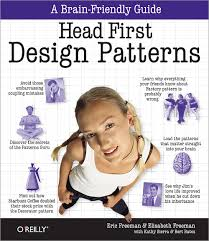 A Brain-Friendly Guide
Head First
Design Patterns
Avoid those
embarrassing
coupling mistakes
Learn why everything
your friends know about
Factory pattern is
probably
wrong
Discover the secrets
of the Patterns Guru
Load the patterns
that matter straight
into your brain
Find out how
Starbuzz Coffee doubled
their stock price with
the Decorator pattern
See why Jim's
love life improved
when he cut down
his inheritance
O'REILLY
Eric Freeman & Elisabeth Freeman
with Kathy Sierra & Bert Bates